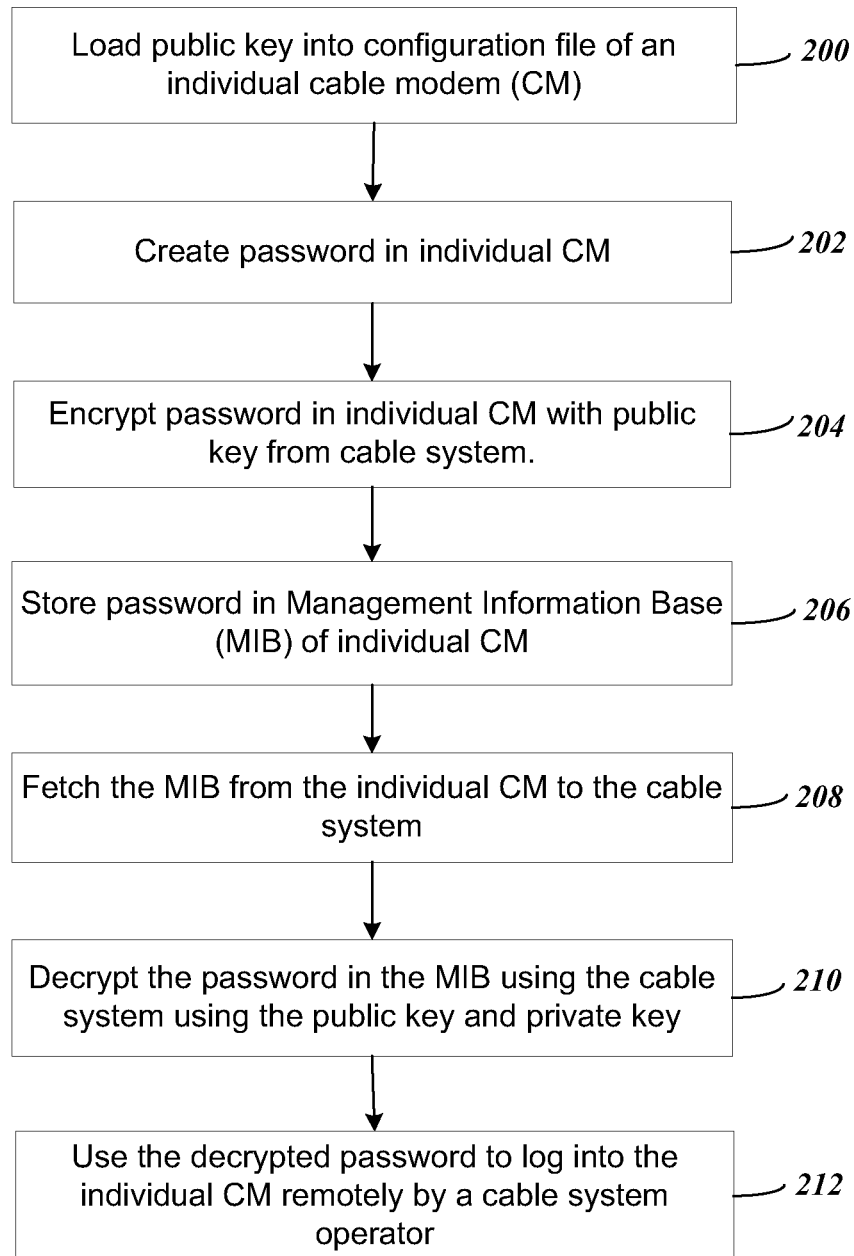 Load public key into configuration file of an
individual cable modem (CM)
200
Create password in individual CM
202
Encrypt password in individual CM with public
key from cable system.
204
Store password in Management Information Base
(MIB) of individual CM
206
Fetch the MIB from the individual CM to the cable
system
208
Decrypt the password in the MIB using the cable
system using the public key and private key
210
Use the decrypted password to log into the
individual CM remotely by a cable system
operator
212